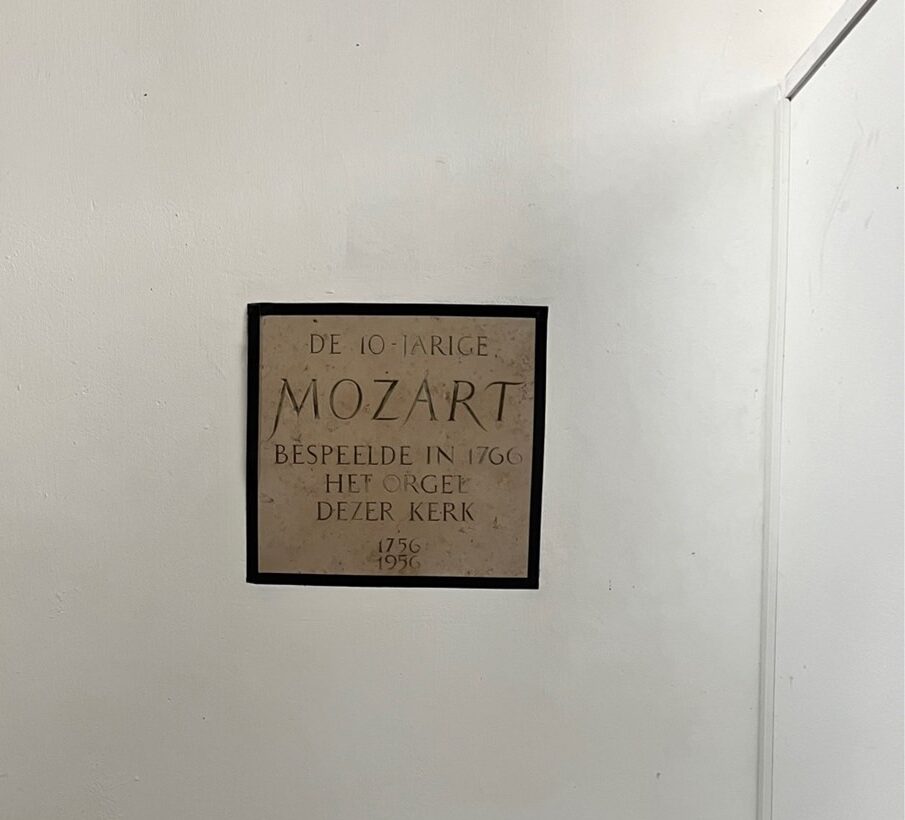 DE 10-JARIGE
MOZART
BESPEELDE IN 1766
HET ORGEL
DEZER KERK
1756
1956